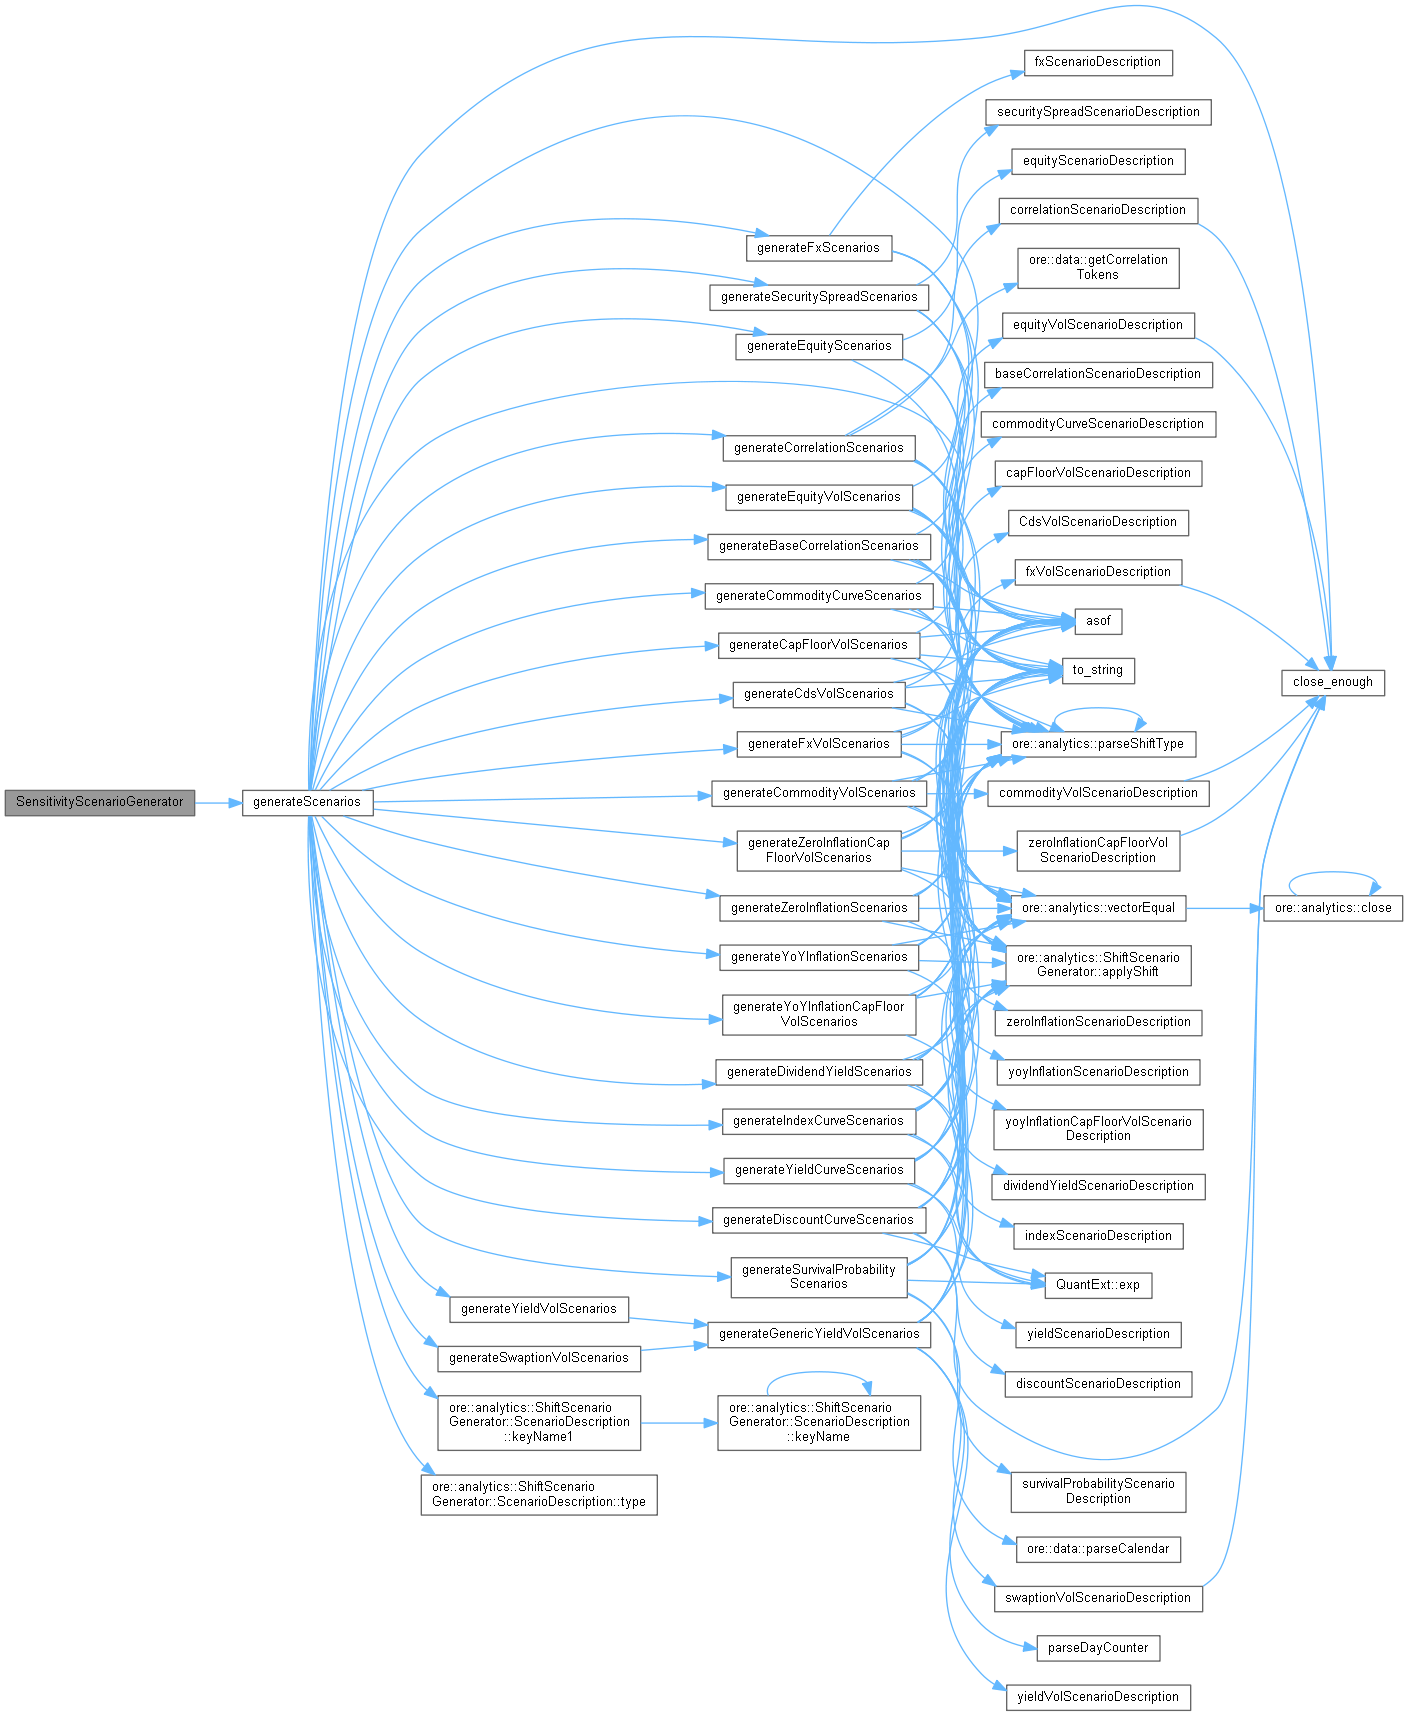 SensitivityScenarioGenerator
generateScenarios
generateFxScenarios
generateSecuritySpreadScenarios
generateEquityScenarios
generateCorrelationScenarios
generateEquityVolScenarios
generateBaseCorrelationScenarios
generateCommodityCurveScenarios
generateCapFloorVolScenarios
generateCdsVolScenarios
generateFxVolScenarios
generateCommodityVolScenarios
generateZeroInflationCap
FloorVolScenarios
generateZeroInflationScenarios
generateYoYInflationScenarios
generateYoYInflationCapFloor
VolScenarios
generateDividendYieldScenarios
generateIndexCurveScenarios
generateYieldCurveScenarios
generateDiscountCurveScenarios
generateSurvivalProbability
Scenarios
generateYieldVolScenarios
generateSwaptionVolScenarios
generateGenericYieldVolScenarios
ore::analytics::ShiftScenario
Generator::ScenarioDescription
::keyName1
ore::analytics::ShiftScenario
Generator::ScenarioDescription
::keyName
ore::analytics::ShiftScenario
Generator::ScenarioDescription::type
fxScenarioDescription
securitySpreadScenarioDescription
equityScenarioDescription
correlationScenarioDescription
ore::data::getCorrelation
Tokens
equityVolScenarioDescription
baseCorrelationScenarioDescription
commodityCurveScenarioDescription
capFloorVolScenarioDescription
CdsVolScenarioDescription
fxVolScenarioDescription
asof
to_string
ore::analytics::parseShiftType
commodityVolScenarioDescription
zeroInflationCapFloorVol
ScenarioDescription
ore::analytics::vectorEqual
ore::analytics::ShiftScenario
Generator::applyShift
zeroInflationScenarioDescription
yoyInflationScenarioDescription
yoyInflationCapFloorVolScenario
Description
dividendYieldScenarioDescription
indexScenarioDescription
QuantExt::exp
yieldScenarioDescription
discountScenarioDescription
survivalProbabilityScenario
Description
ore::data::parseCalendar
swaptionVolScenarioDescription
parseDayCounter
yieldVolScenarioDescription
close_enough
ore::analytics::close